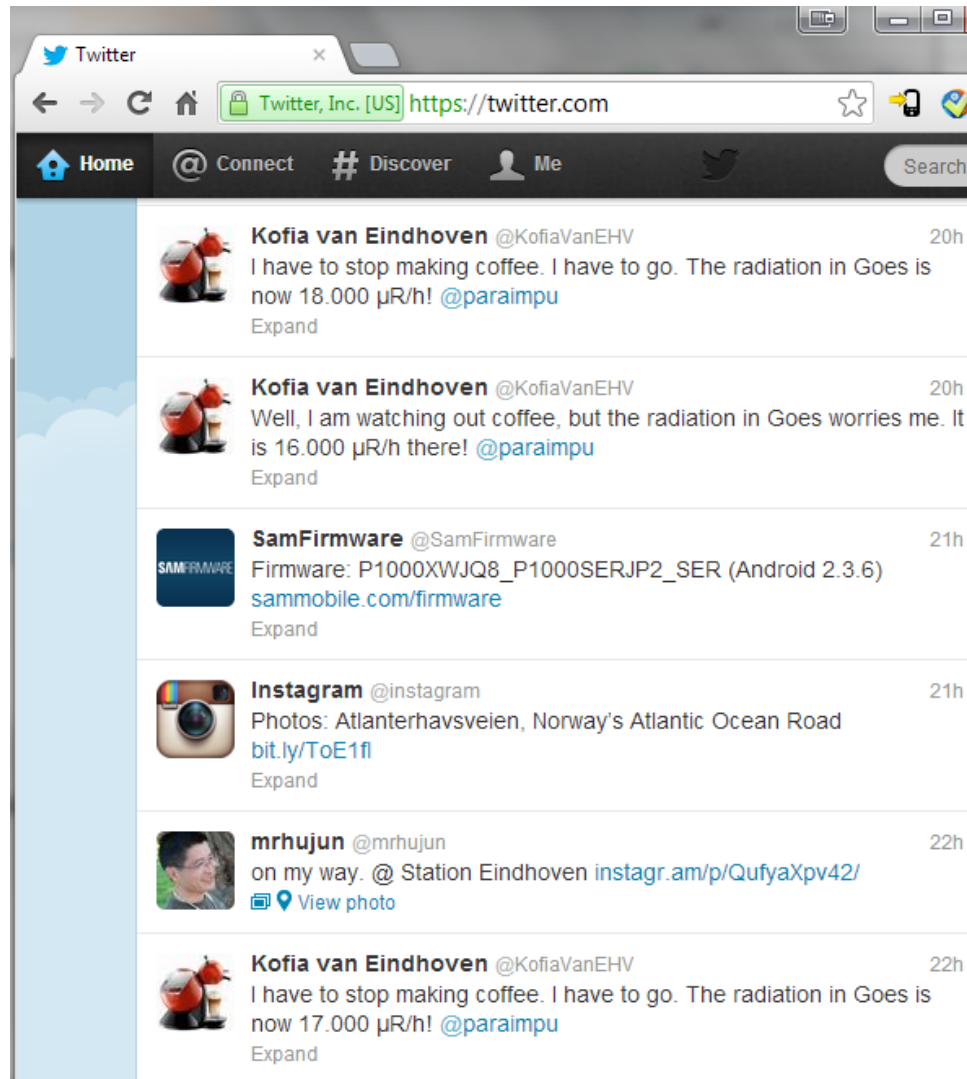 Twitter
Twitter, Inc. [US] https://twitter.com
Home @ Connect # Discover Me Search
Kofia van Eindhoven @KofiaVanEHV 20h
I have to stop making coffee. I have to go. The radiation in Goes is
now 18.000 µR/h! @paraimpu
Expand
Kofia van Eindhoven @KofiaVanEHV 20h
Well, I am watching out coffee, but the radiation in Goes worries me. It
is 16.000 µR/h there! @paraimpu
Expand
SamFirmware @SamFirmware 21h
SAMFIRMWARE
Firmware: P1000XWJQ8_P1000SERJP2_SER (Android 2.3.6)
sammobile.com/firmware
Expand
Instagram @instagram 21h
Photos: Atlanterhavsveien, Norway's Atlantic Ocean Road
bit.ly/ToE1fl
Expand
mrhujun @mrhujun 22h
on my way. @ Station Eindhoven instagr.am/p/QufyaXpv42/
View photo
Kofia van Eindhoven @KofiaVanEHV 22h
I have to stop making coffee. I have to go. The radiation in Goes is
now 17.000 µR/h! @paraimpu
Expand